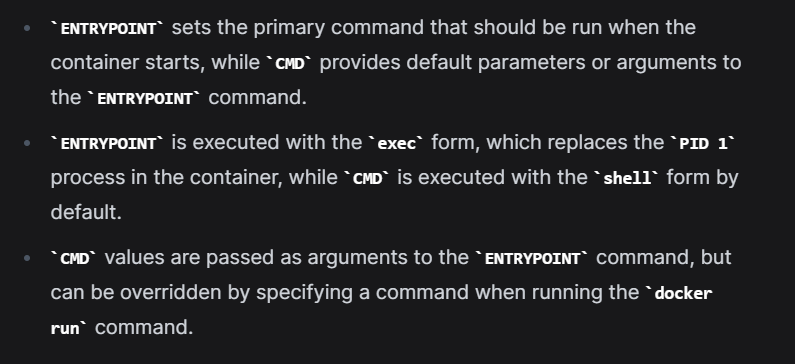 `ENTRYPOINT` sets the primary command that should be run when the
container starts, while `CMD` provides default parameters or arguments to
the `ENTRYPOINT` command.
`ENTRYPOINT` is executed with the `exec` form, which replaces the `PID 1`
process in the container, while `CMD` is executed with the `shell` form by
default.
`CMD` values are passed as arguments to the `ENTRYPOINT` command, but
can be overridden by specifying a command when running the `docker
run` command.